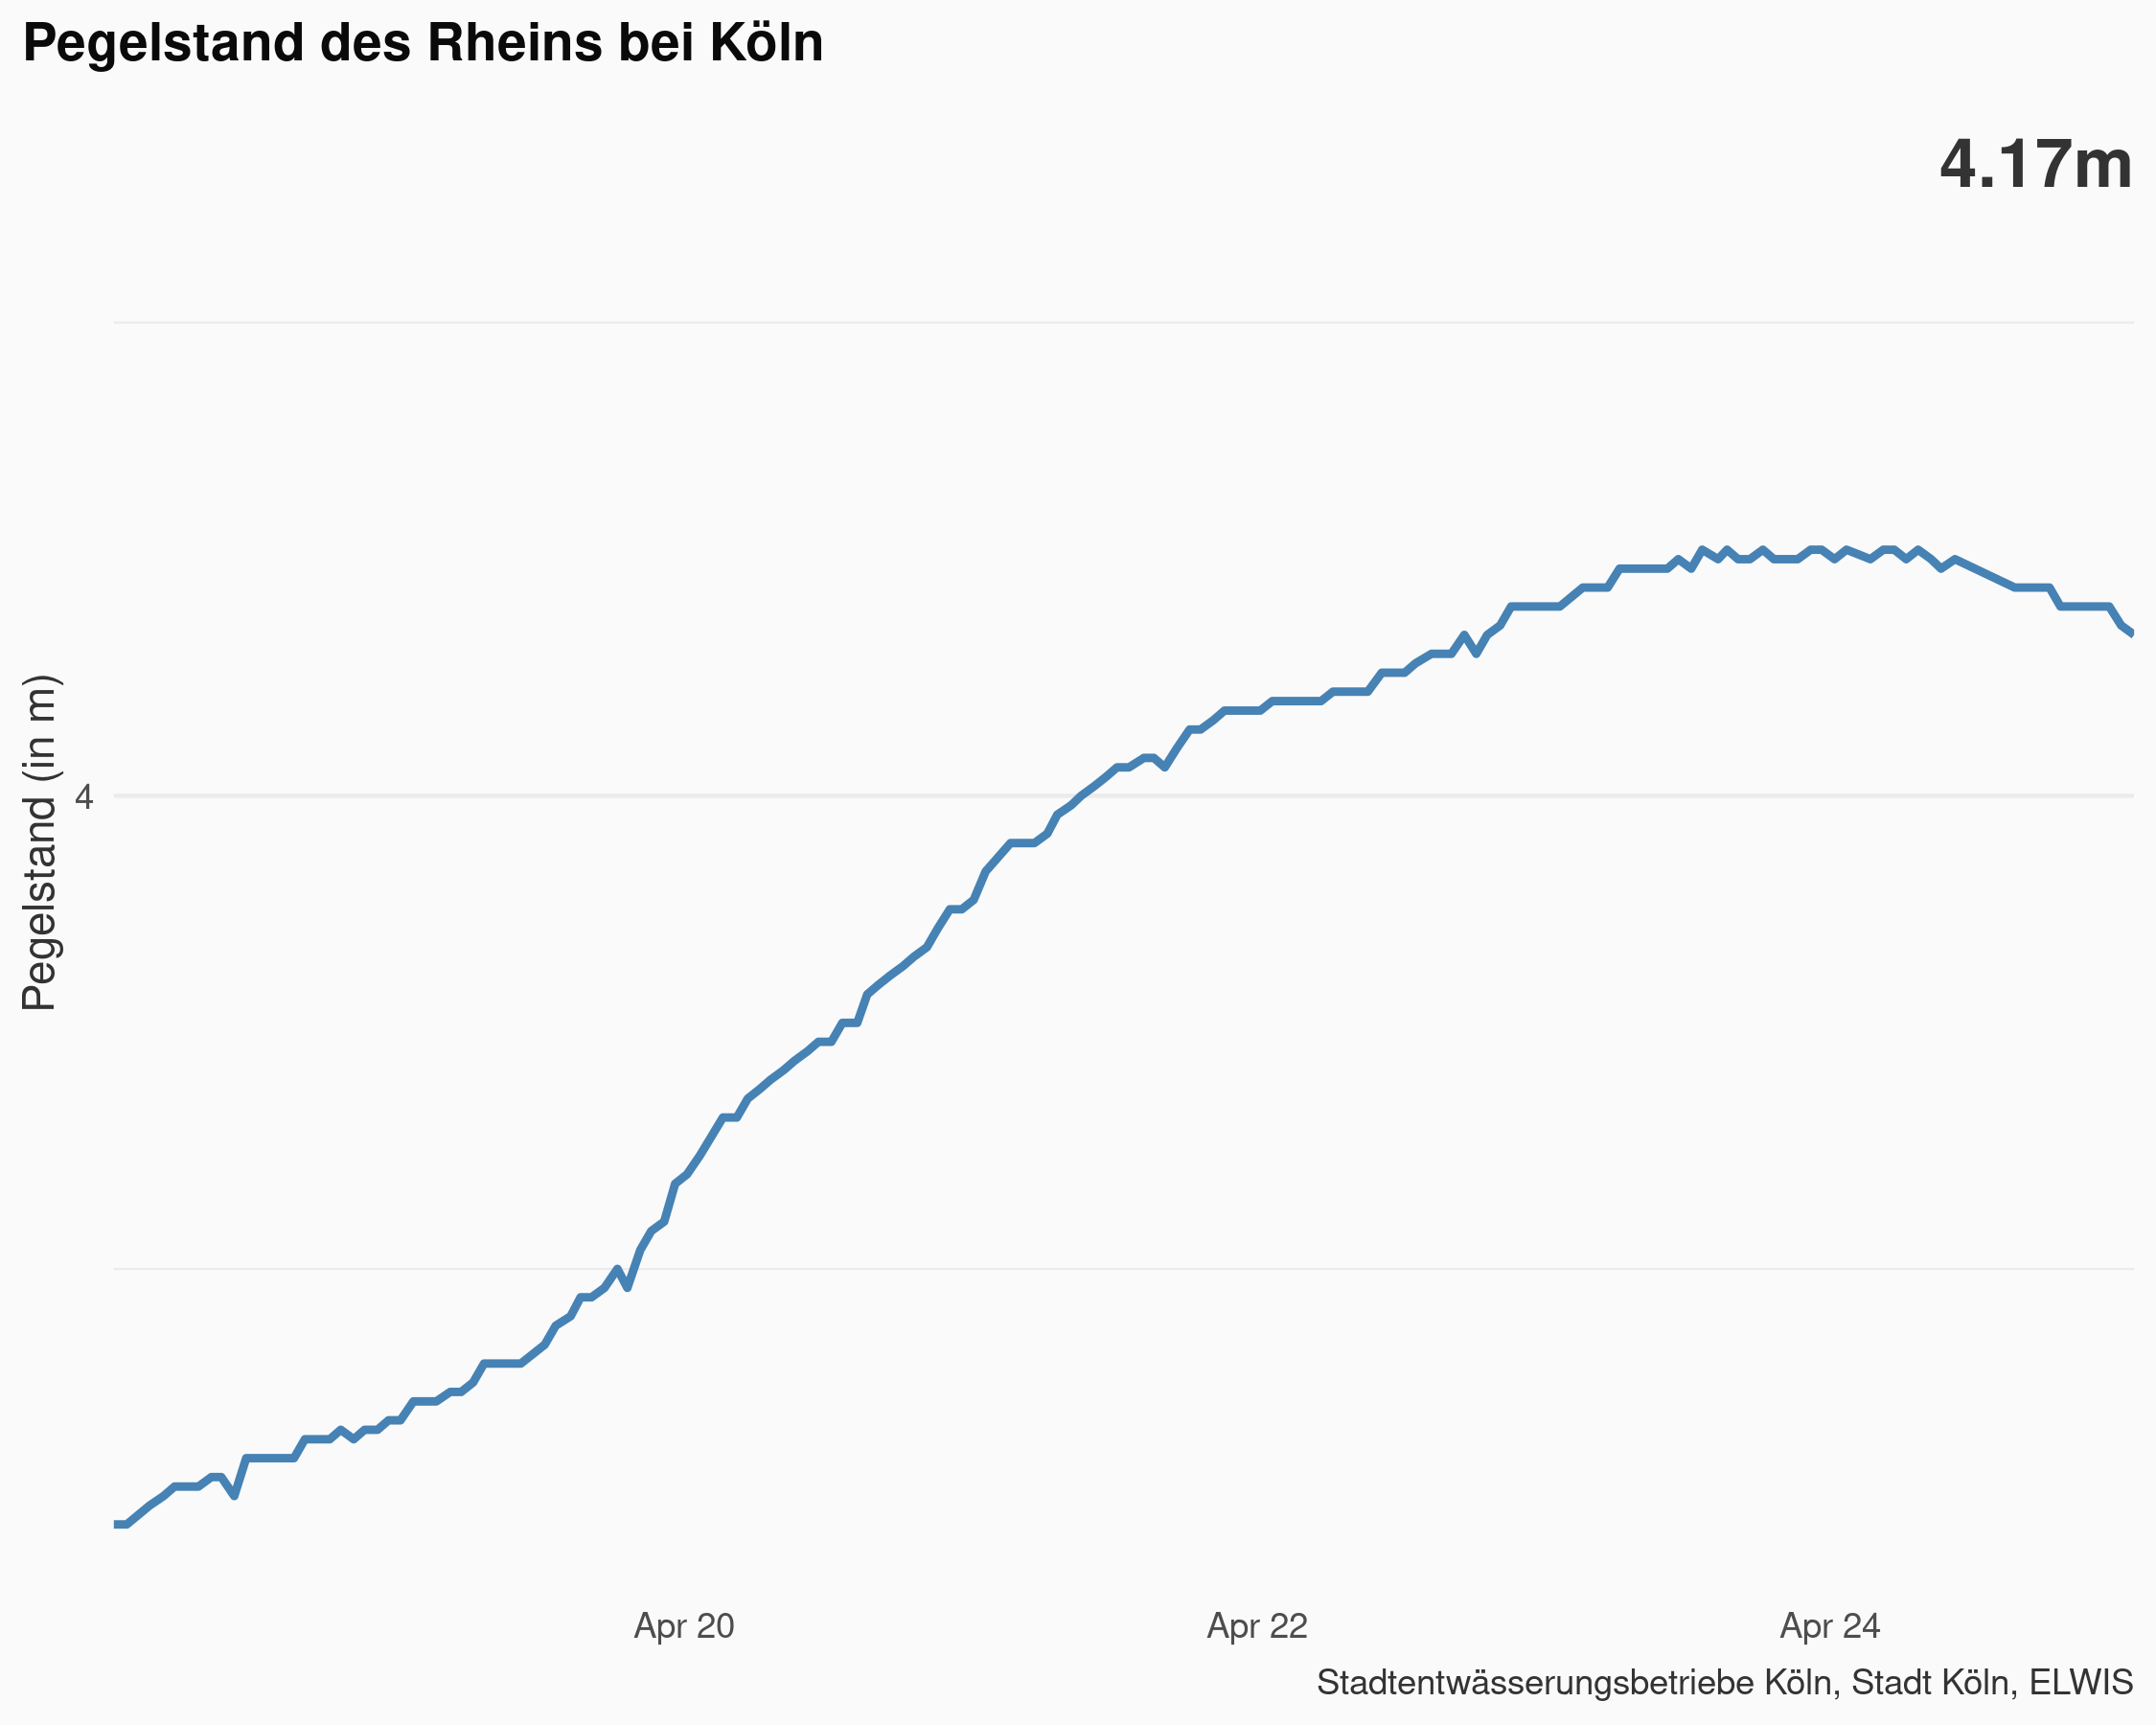 Pegelstand des Rheins bei Köln
4.17m
Pegelstand (in m)
4
Apr 20
Apr 22
Apr 24
Stadtentwässerungsbetriebe Köln, Stadt Köln, ELWIS